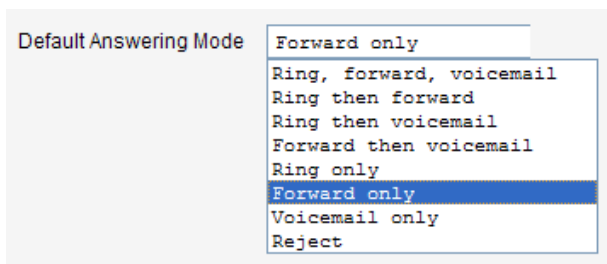 Default Answering Mode Forward only
Ring, forward, voicemail
Ring then forward
Ring then voicemail
Forward then voicemail
Ring only
Forward only
Voicemail only
Reject